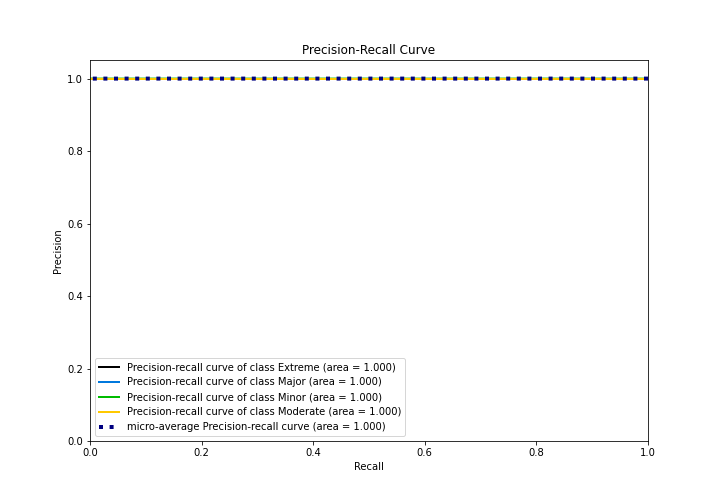 Precision-Recall Curve
1.0
0.8
0.6
0.4
0.2
0.0
Precision
Precision-recall curve of class Extreme (area = 1.000)
Precision-recall curve of class Major (area = 1.000)
Precision-recall curve of class Minor (area = 1.000)
Precision-recall curve of class Moderate (area = 1.000)
micro-average Precision-recall curve (area = 1.000)
0.0 0.2 0.4 0.6 0.8 1.0
Recall